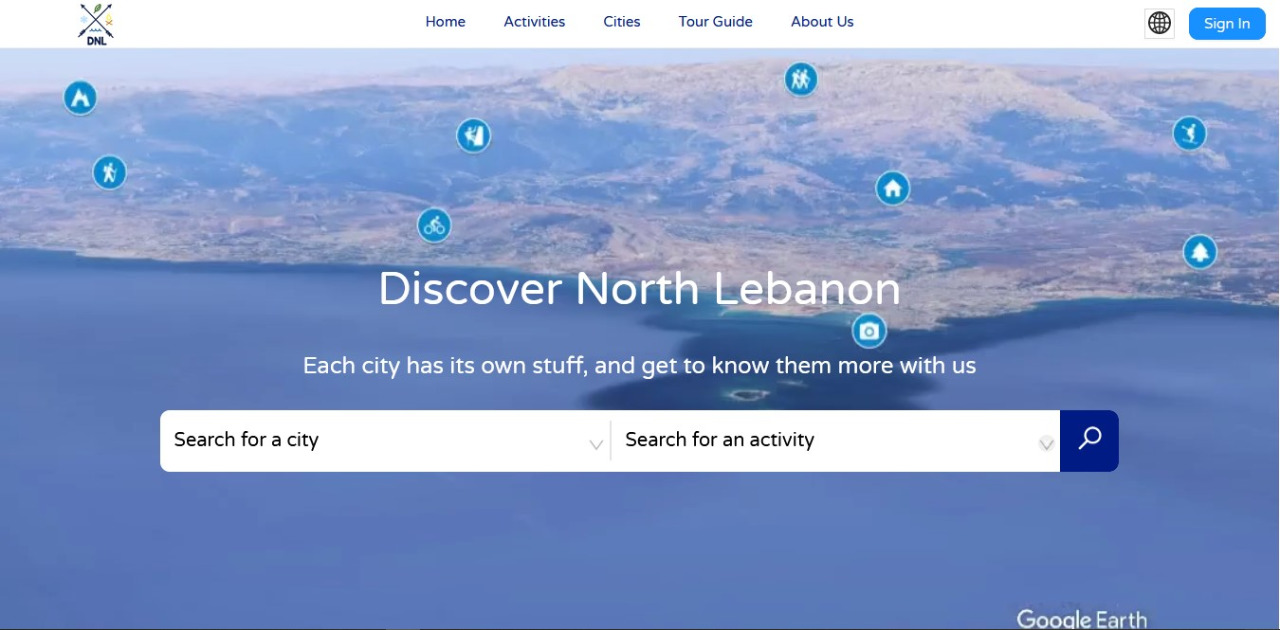 DNL
Home Activities Cities Tour Guide About Us
Sign In
Discover North Lebanon
Each city has its own stuff, and get to know them more with us
Search for a city
Search for an activity
Google Earth